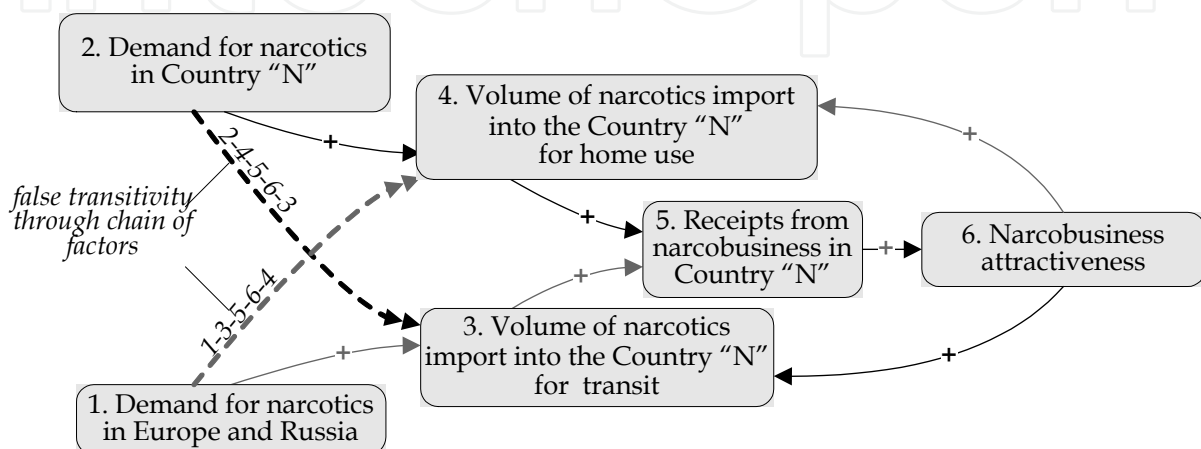 2. Demand for narcotics
in Country “N”
4. Volume of narcotics import
into the Country “N”
for home use
+
+
2-4-5-6-3
false transitivity
through chain of
factors
+
5. Receipts from
narcobusiness in
Country “N”
+
6. Narcobusiness
attractiveness
+
1-3-5-6-4
3. Volume of narcotics
import into the Country “N”
for transit
+
+
1. Demand for narcotics
in Europe and Russia